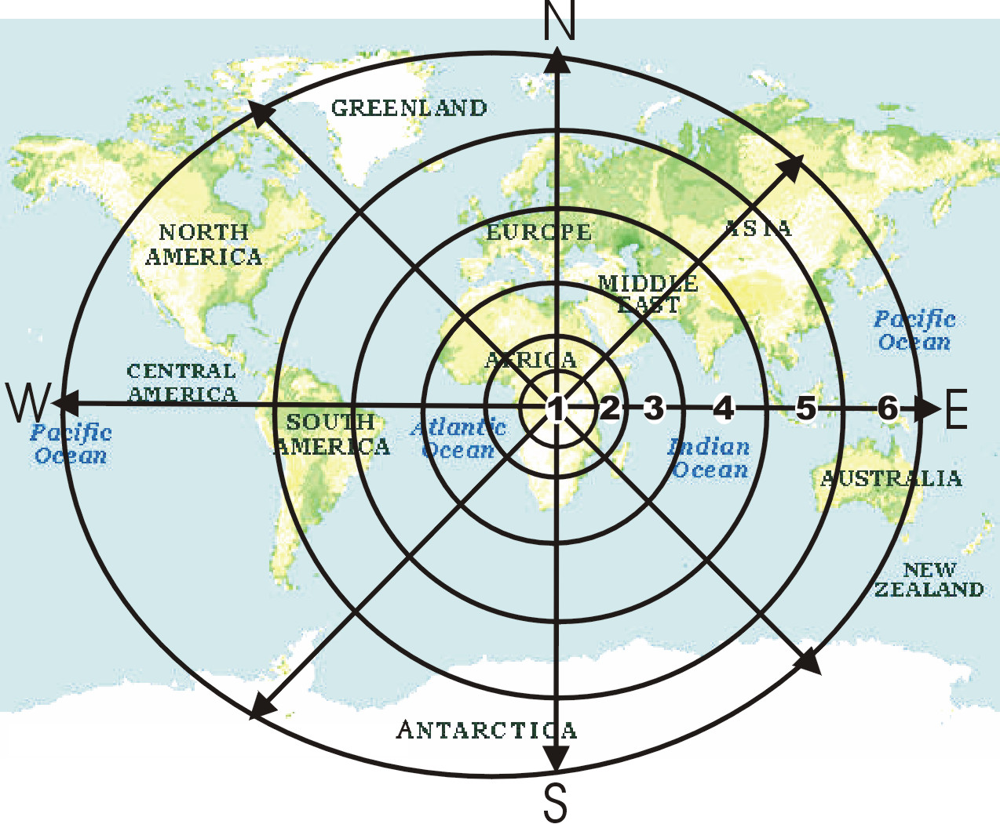 N
GREENLAND
NORTH
AMERICA
EUROPE
ASIA
MIDDLE
EAST
Pacific
Ocean
AFRICA
CENTRAL
AMERICA
W
1 2 3 4 5 6
E
Pacific
Ocean
SOUTH
AMERICA
Atlantic
Ocean
Indian
Ocean
AUSTRALIA
NEW
ZEALAND
ANTARCTICA
S